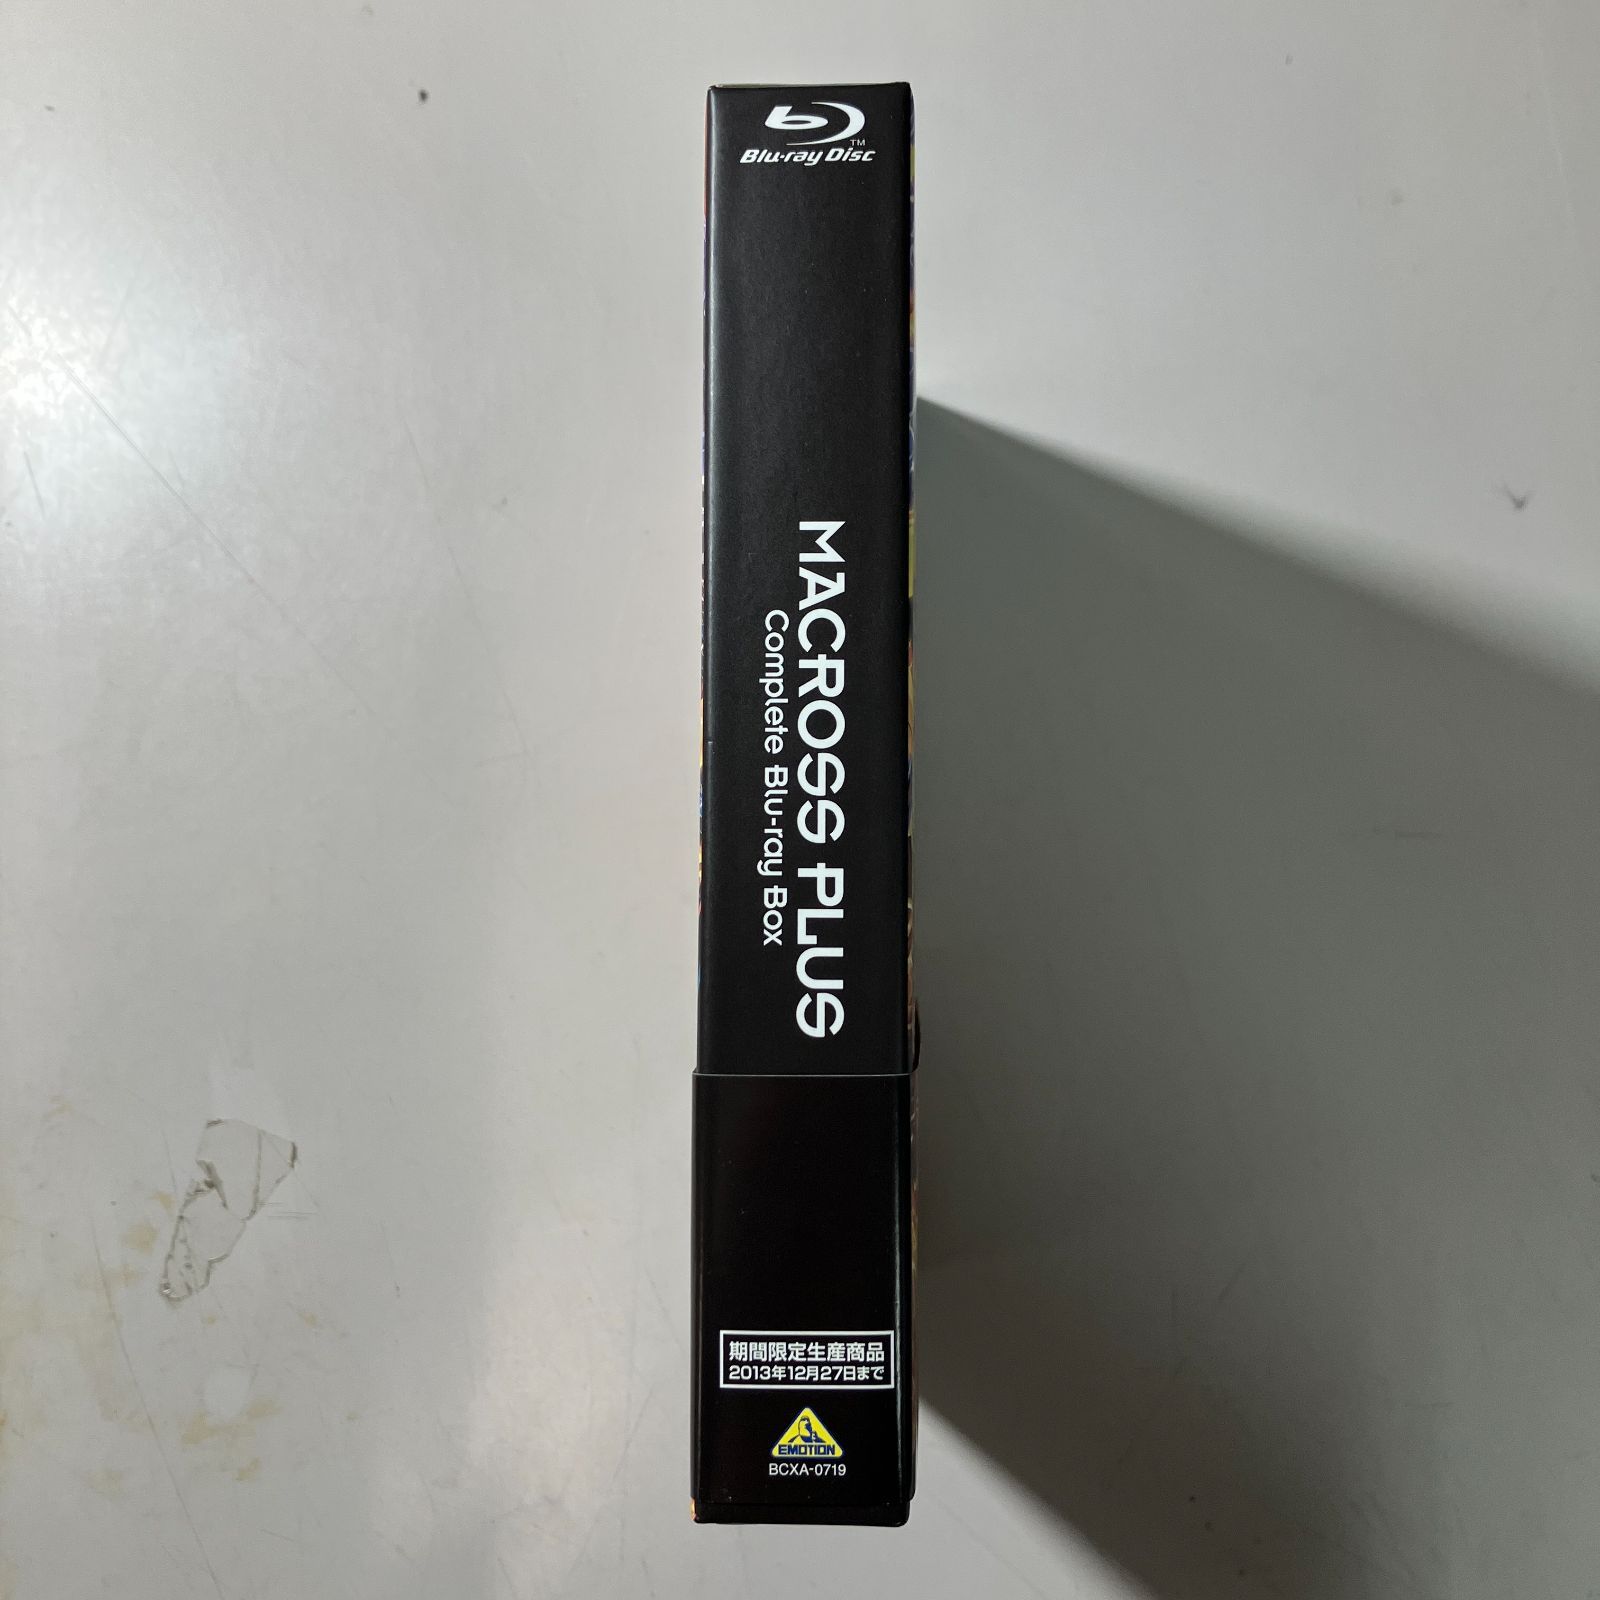 Blu-ray Disc
TM
MACROSS PLUS
Complete Blu-ray Box
期間限定生産商品
2013年12月27日まで
EMOTION
BCXA-0719